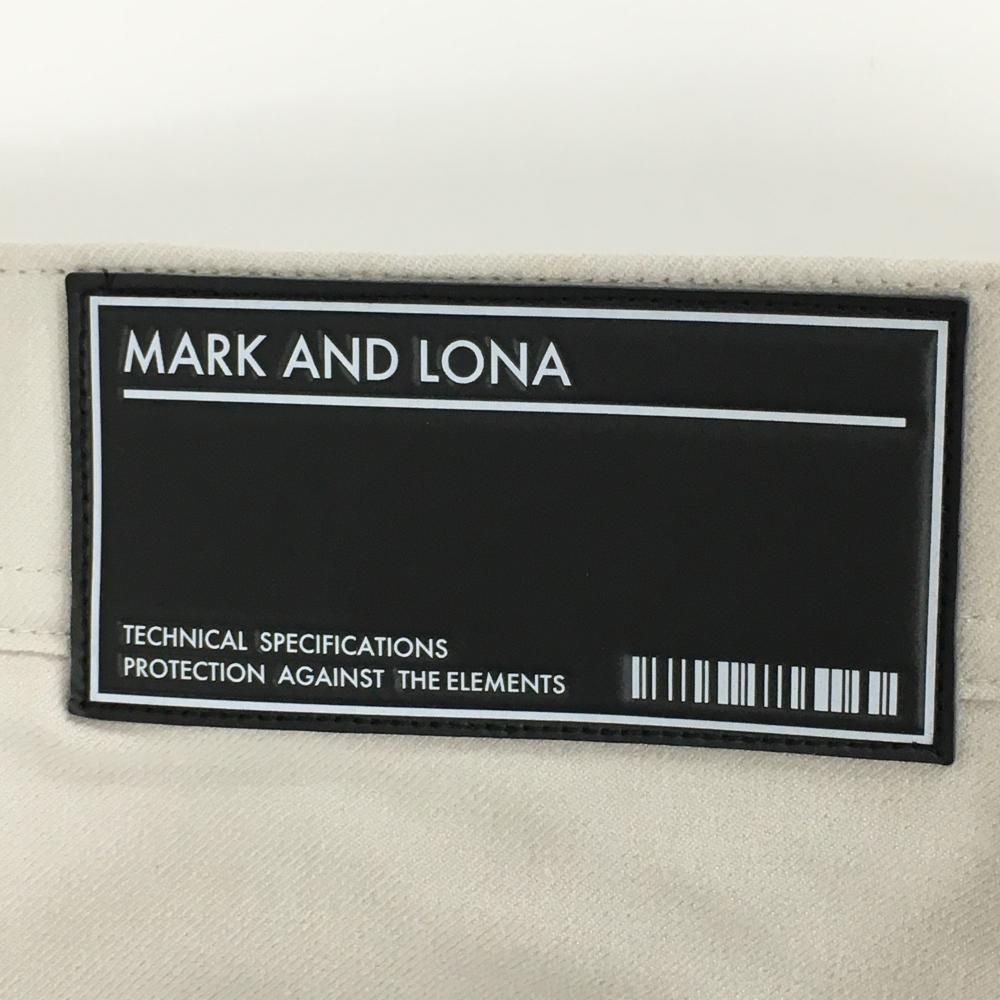 MARK AND LONA
TECHNICAL SPECIFICATIONS
PROTECTION AGAINST THE ELEMENTS